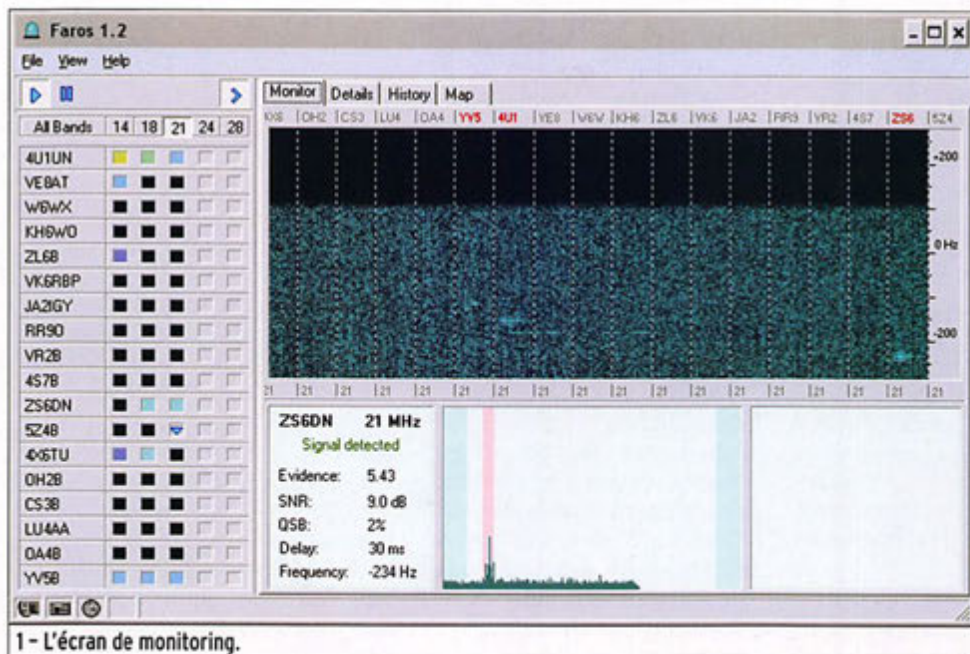 Faros 1.2
File View Help
Monitor Details History Map
All Bands 14 18 21 24 28
OH2 CS3 LU4 OA4 YV5 4U1 VE8 W6W KH6 ZL6 VK6 JA2 RR9 VR2 4S7 ZS6 5Z4
4U1UN
VE8AT
W6WX
KH6WO
ZL6B
VK6RBP
JA2IGY
RR9O
VR2B
4S7B
ZS6DN
5Z4B
4X6TU
OH2B
CS3B
LU4AA
OA4B
YV5B
+200
0 Hz
-200
21 21 21 21 21 21 21 21 21 21 21 21 21 21 21 21 21 21
ZS6DN 21 MHz
Signal detected
Evidence: 5.43
SNR: 9.0 dB
QSB: 2%
Delay: 30 ms
Frequency: -234 Hz
1 - L'écran de monitoring.